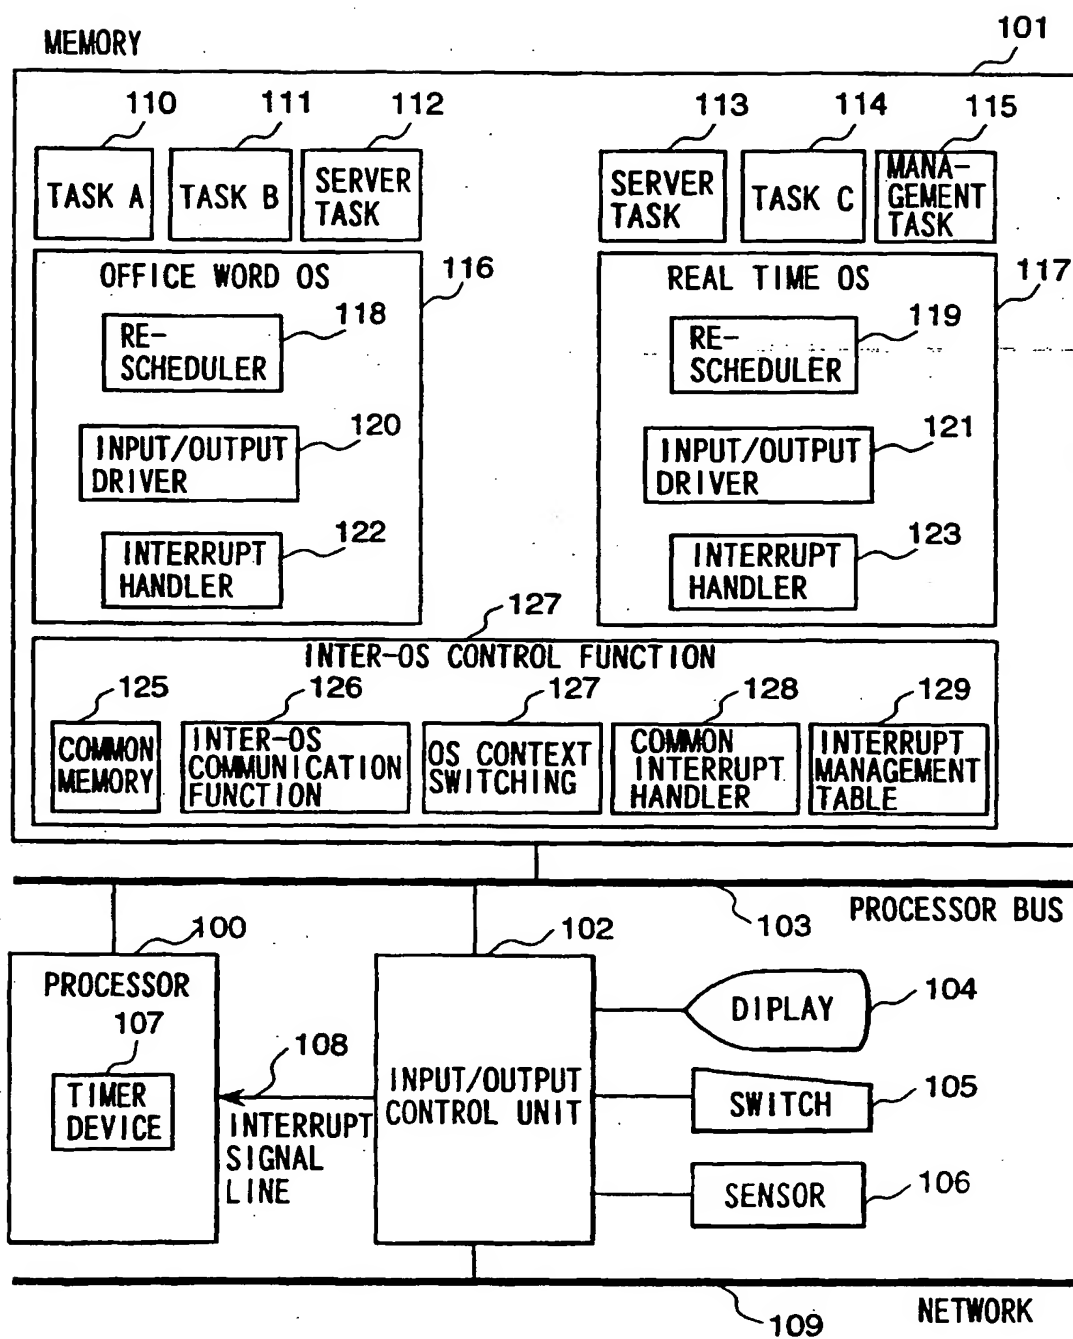 MEMORY
101
110
111
112
113
114
115
TASK A
TASK B
SERVER
TASK
SERVER
TASK
TASK C
MANA-
GEMENT
TASK
OFFICE WORD OS
116
118
RE-
SCHEDULER
120
INPUT/OUTPUT
DRIVER
122
INTERRUPT
HANDLER
REAL TIME OS
117
119
RE-
SCHEDULER
121
INPUT/OUTPUT
DRIVER
123
INTERRUPT
HANDLER
127
INTER-OS CONTROL FUNCTION
125
126
127
128
129
COMMON
MEMORY
INTER-OS
COMMUNICATION
FUNCTION
OS CONTEXT
SWITCHING
COMMON
INTERRUPT
HANDLER
INTERRUPT
MANAGEMENT
TABLE
103
PROCESSOR BUS
100
PROCESSOR
107
TIMER
DEVICE
108
INTERRUPT
SIGNAL
LINE
102
INPUT/OUTPUT
CONTROL UNIT
DIPLAY
104
SWITCH
105
SENSOR
106
109
NETWORK